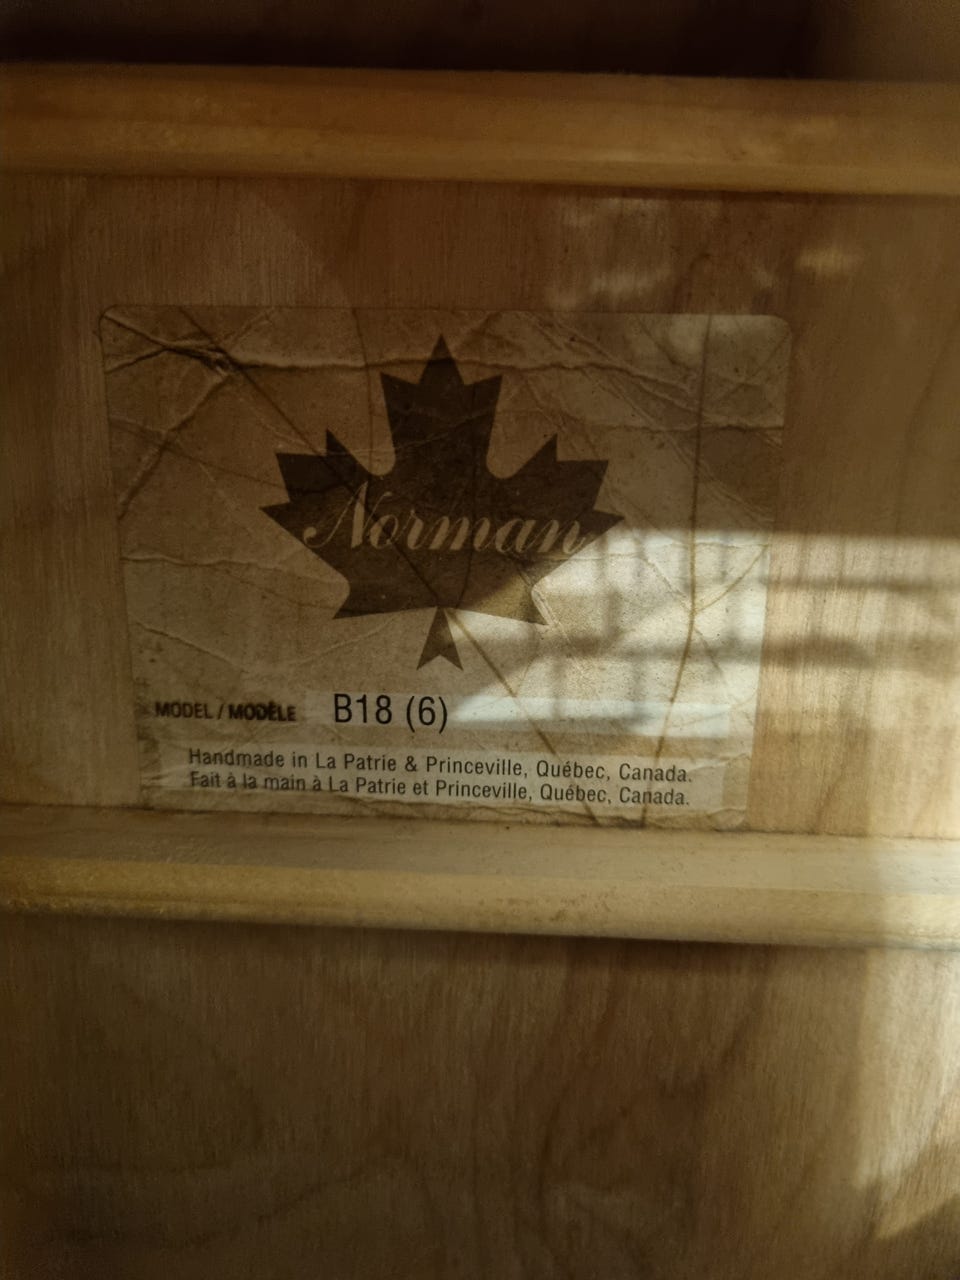 Norman
MODEL / MODÈLE B18 (6)
Handmade in La Patrie & Princeville, Québec, Canada.
Fait à la main à La Patrie et Princeville, Québec, Canada.